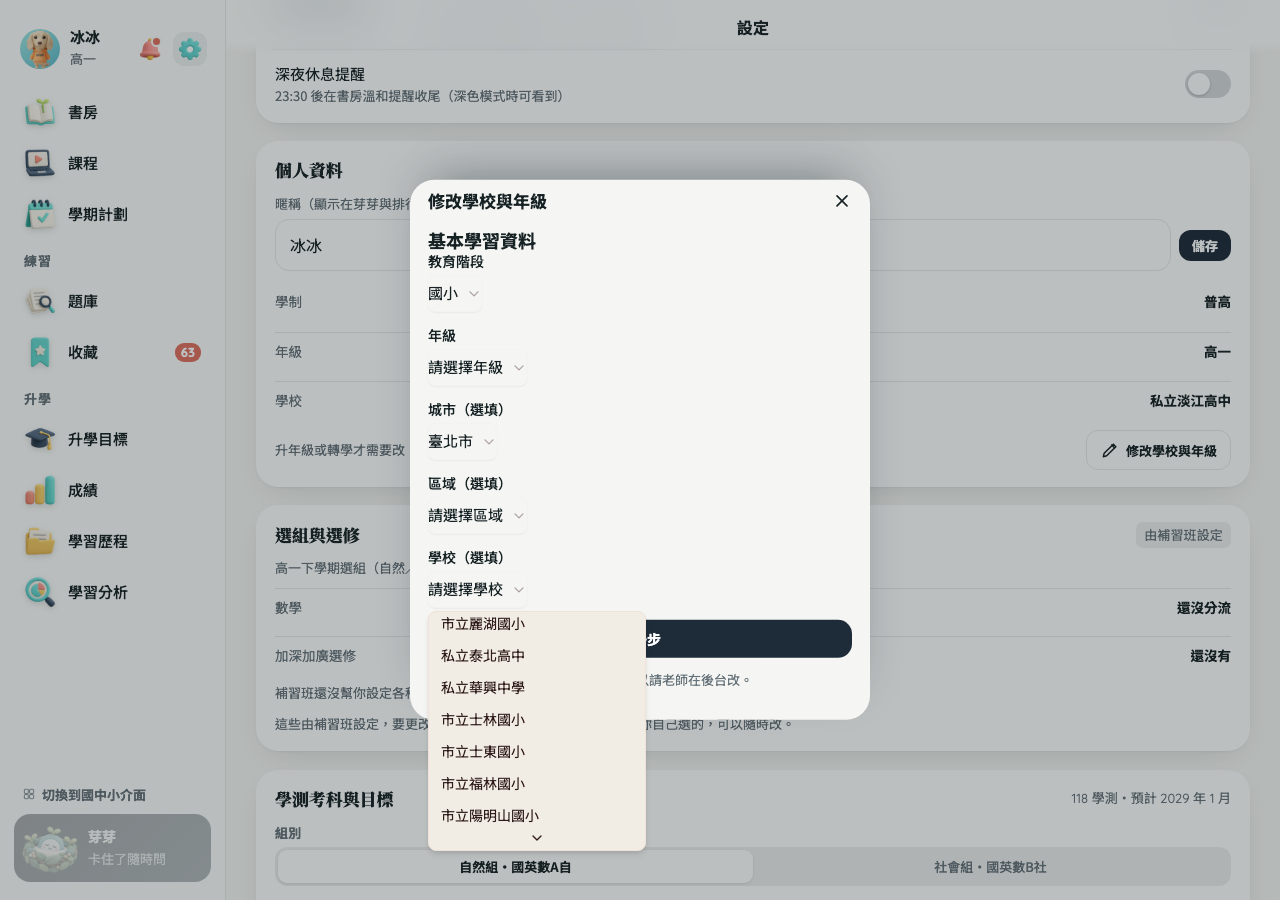 冰冰
高一
書房
課程
學期計劃
練習
題庫
收藏
63
升學
升學目標
成績
學習歷程
學習分析
切換到國中小介面
芽芽
卡住了隨時問
設定
深夜休息提醒
23:30 後在書房溫和提醒收尾（深色模式時可看到）
個人資料
暱稱（顯示在芽芽與排
冰冰
儲存
學制
普高
年級
高一
學校
私立淡江高中
升年級或轉學才需要改
修改學校與年級
修改學校與年級
基本學習資料
教育階段
國小
年級
請選擇年級
城市（選填）
臺北市
區域（選填）
請選擇區域
學校（選填）
請選擇學校
市立麗湖國小
私立泰北高中
私立華興中學
市立士林國小
市立士東國小
市立福林國小
市立陽明山國小
步
以請老師在後台改。
選組與選修
由補習班設定
高一下學期選組（自然
數學
還沒分流
加深加廣選修
還沒有
補習班還沒幫你設定各
這些由補習班設定，要更改
你自己選的，可以隨時改。
學測考科與目標
118 學測・預計 2029 年 1 月
組別
自然組・國英數A自
社會組・國英數B社